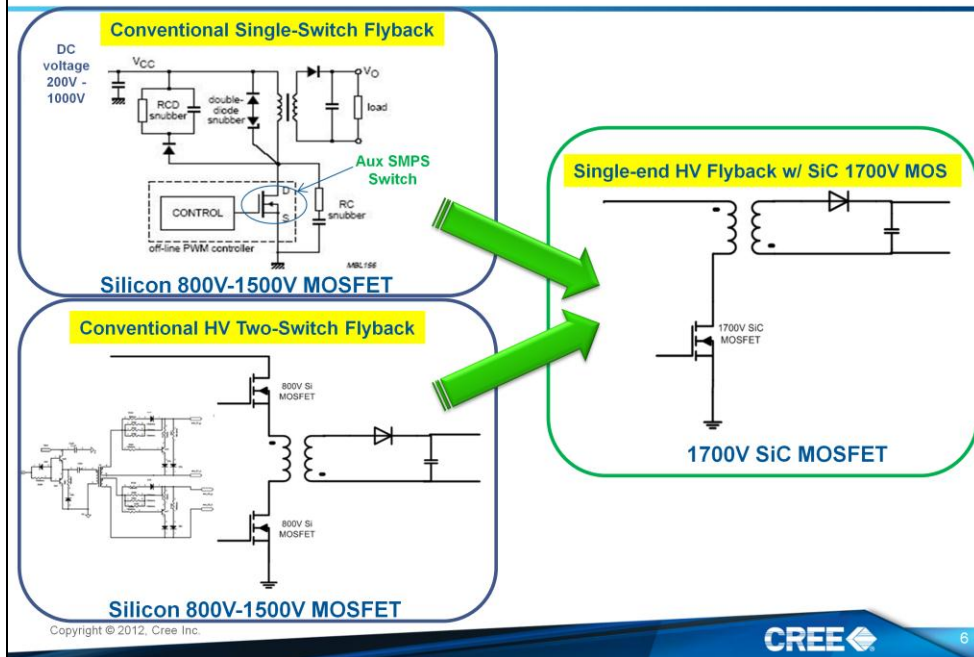 Conventional Single-Switch Flyback
DC
voltage
200V -
1000V
VCC
RCD
snubber
double-
diode
snubber
VO
load
Aux SMPS
Switch
D
S
CONTROL
RC
snubber
off-line PWM controller
MBL166
Silicon 800V-1500V MOSFET
Conventional HV Two-Switch Flyback
800V Si
MOSFET
800V Si
MOSFET
Silicon 800V-1500V MOSFET
Single-end HV Flyback w/ SiC 1700V MOS
1700V SiC
MOSFET
1700V SiC MOSFET
Copyright © 2012, Cree Inc.
CREE
6